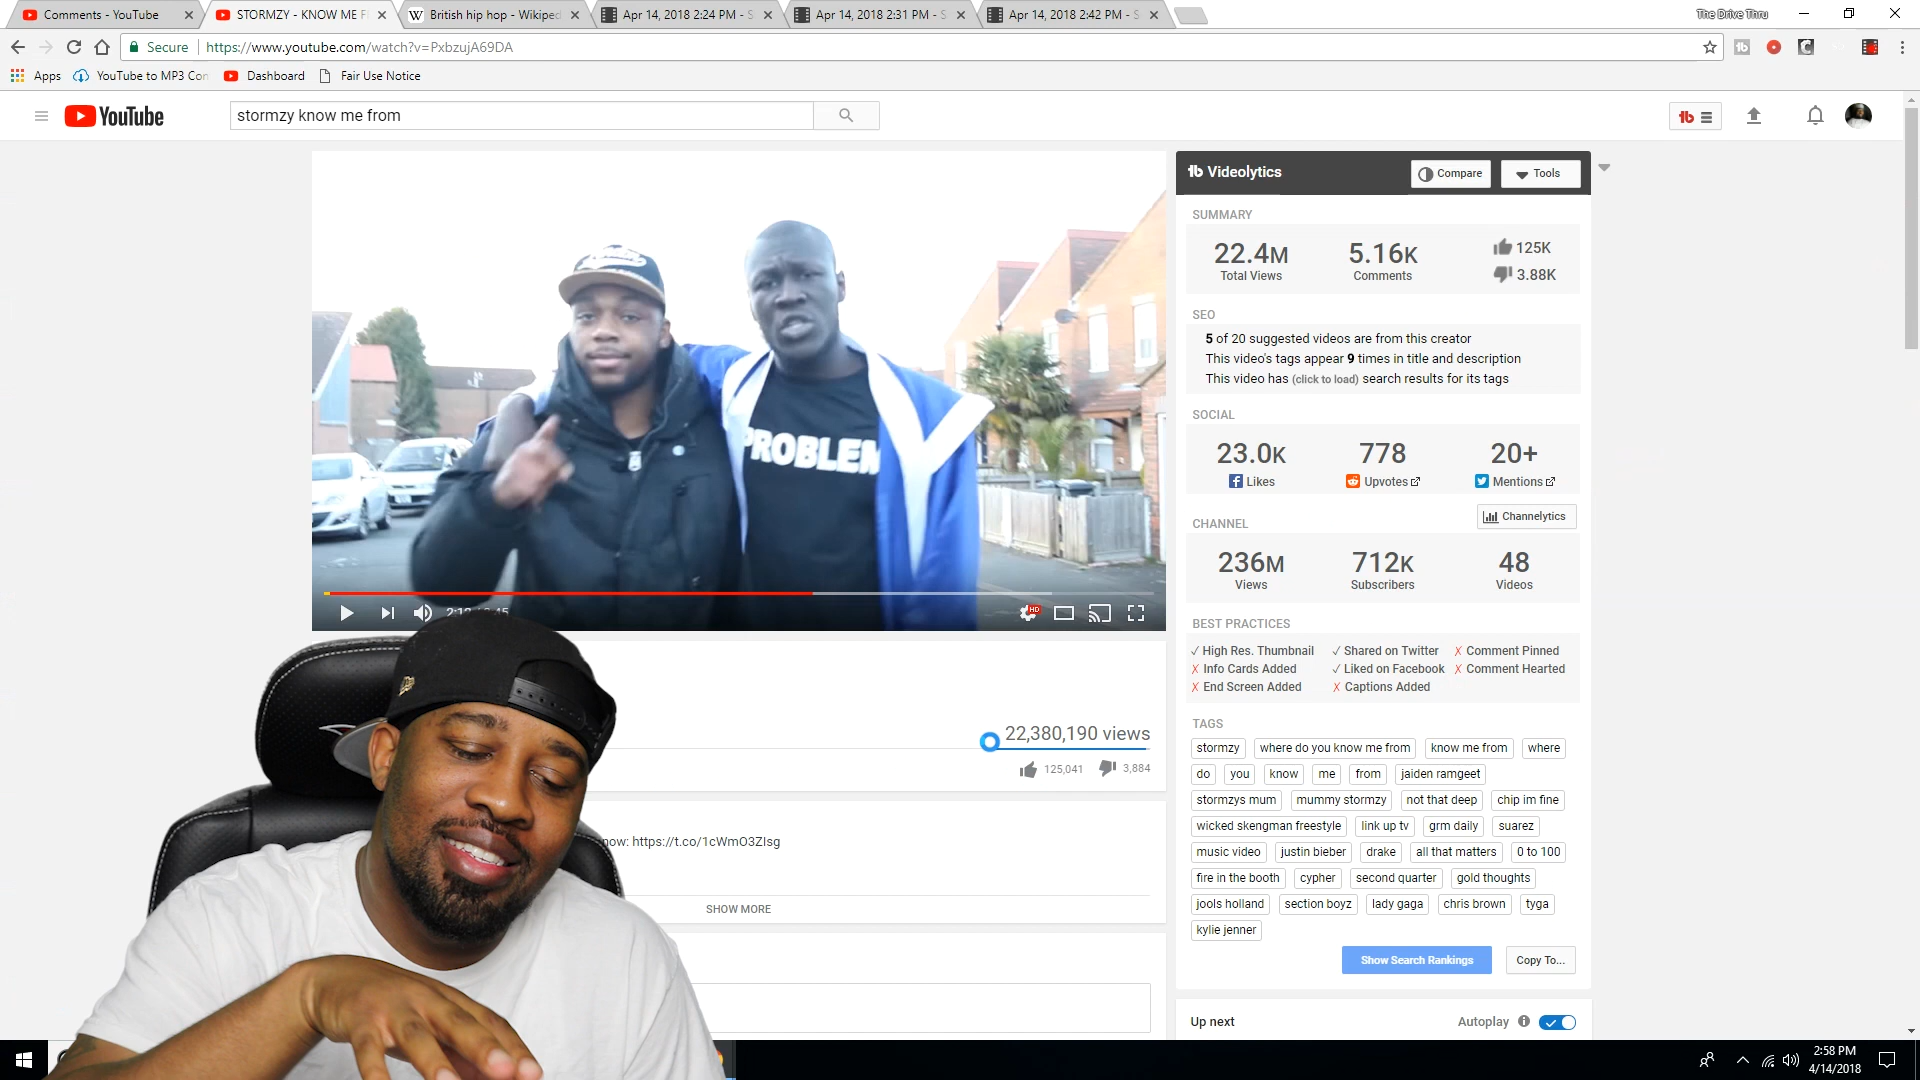 Comments - YouTube
STORMZY - KNOW ME F
British hip hop - Wikiped
Apr 14, 2018 2:24 PM - S
Apr 14, 2018 2:31 PM - S
Apr 14, 2018 2:42 PM - S
The Drive Thru
Secure
https://www.youtube.com/watch?v=PxbzujA69DA
Apps
YouTube to MP3 Con
Dashboard
Fair Use Notice
YouTube
stormzy know me from
PROBLEM
2:12
HD
22,380,190 views
125,041
3,884
now: https://t.co/1cWmO3ZIsg
SHOW MORE
Videolytics
Compare
Tools
SUMMARY
22.4M
5.16K
125K
Total Views
Comments
3.88K
SEO
5 of 20 suggested videos are from this creator
This video's tags appear 9 times in title and description
This video has (click to load) search results for its tags
SOCIAL
23.0K
778
20+
Likes
Upvotes
Mentions
Channelytics
CHANNEL
236M
712K
48
Views
Subscribers
Videos
BEST PRACTICES
✓ High Res. Thumbnail
✓ Shared on Twitter
✗ Comment Pinned
✗ Info Cards Added
✓ Liked on Facebook
✗ Comment Hearted
✗ End Screen Added
✗ Captions Added
TAGS
stormzy
where do you know me from
know me from
where
do
you
know
me
from
jaiden ramgeet
stormzys mum
mummy stormzy
not that deep
chip im fine
wicked skengman freestyle
link up tv
grm daily
suarez
music video
justin bieber
drake
all that matters
0 to 100
fire in the booth
cypher
second quarter
gold thoughts
jools holland
section boyz
lady gaga
chris brown
tyga
kylie jenner
Show Search Rankings
Copy To...
Up next
Autoplay
2:58 PM
4/14/2018